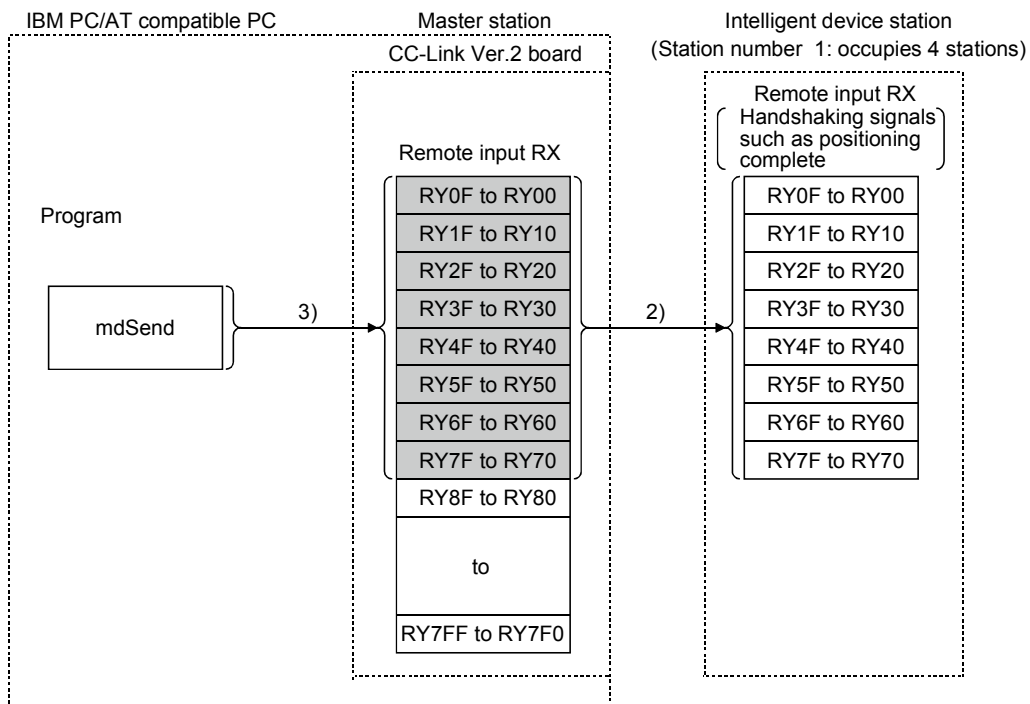 IBM PC/AT compatible PC
Master station
Intelligent device station
(Station number 1: occupies 4 stations)
CC-Link Ver.2 board
Remote input RX
Handshaking signals
such as positioning
complete
Remote input RX
Program
mdSend
3)
2)
RY0F to RY00
RY1F to RY10
RY2F to RY20
RY3F to RY30
RY4F to RY40
RY5F to RY50
RY6F to RY60
RY7F to RY70
RY8F to RY80
to
RY7FF to RY7F0
RY0F to RY00
RY1F to RY10
RY2F to RY20
RY3F to RY30
RY4F to RY40
RY5F to RY50
RY6F to RY60
RY7F to RY70